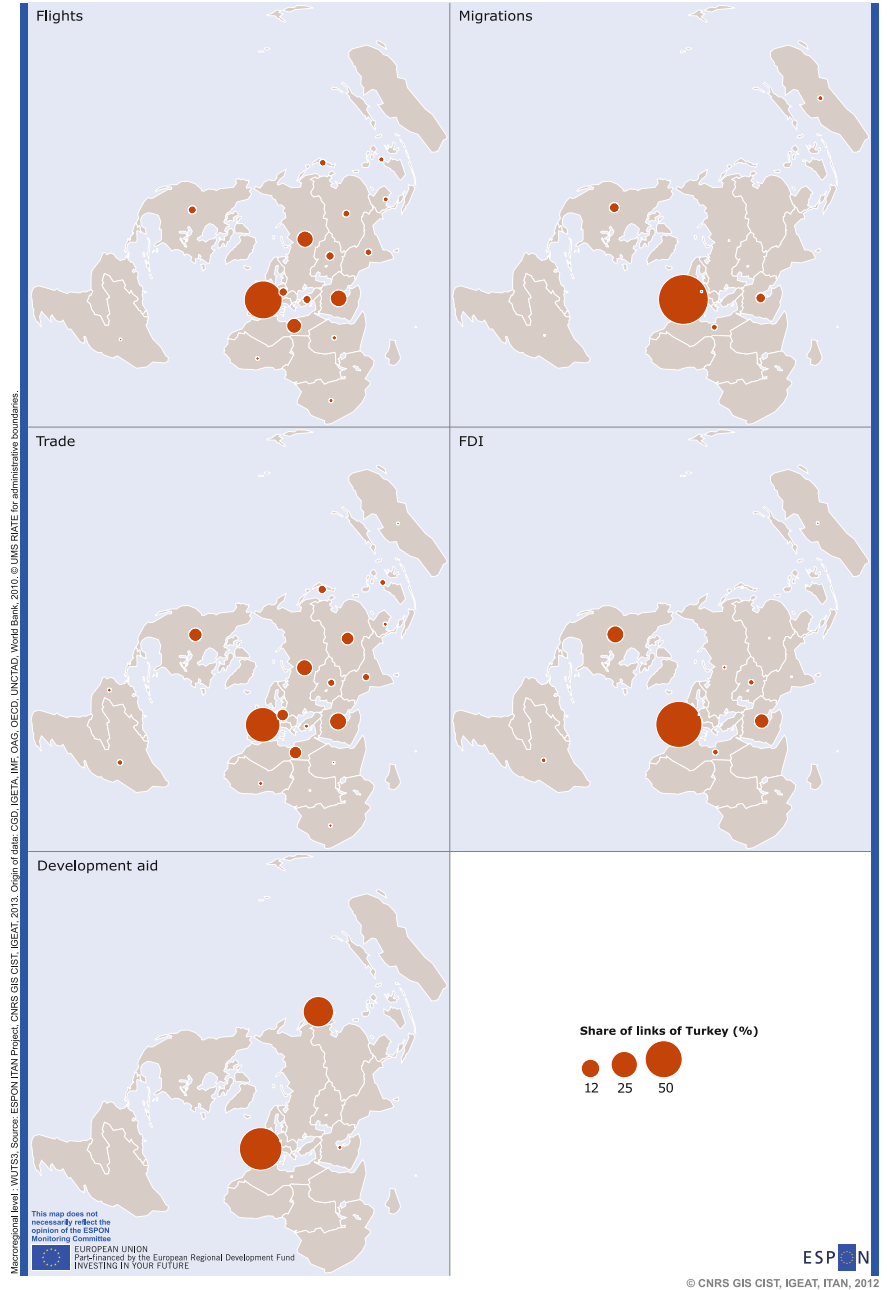 Flights
Migrations
Trade
FDI
Development aid
Share of links of Turkey (%)
12 25 50
Macroregional level : WUTS3, Source: ESPON ITAN Project, CNRS GIS CIST, IGEAT, 2013. Origin of data: CGD, IGETA, IMF, OAG, OECD, UNCTAD, World Bank, 2010. © UMS RIATE for administrative boundaries.
This map does not
necessarily reflect the
opinion of the ESPON
Monitoring Committee
EUROPEAN UNION
Part-financed by the European Regional Development Fund
INVESTING IN YOUR FUTURE
ESPON
© CNRS GIS CIST, IGEAT, ITAN, 2012